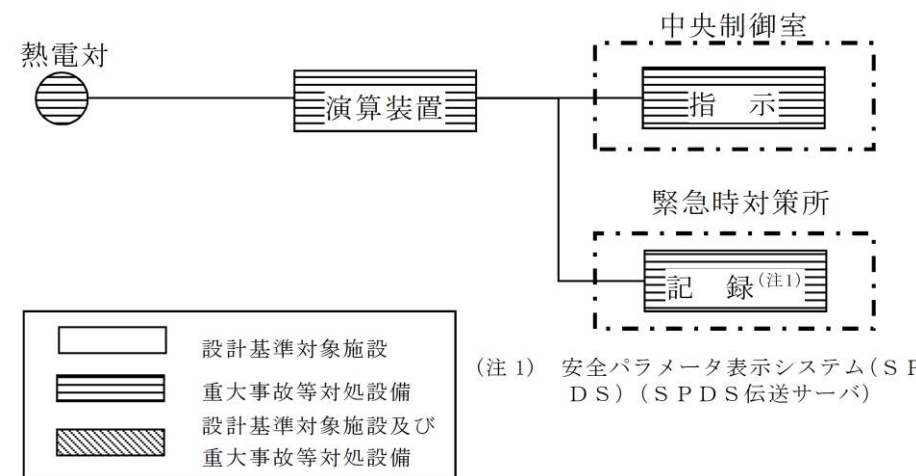 中央制御室
熱電対
演算装置
指　示
緊急時対策所
記　録(注1)
設計基準対象施設
重大事故等対処設備
設計基準対象施設及び
重大事故等対処設備
(注1)　安全パラメータ表示システム(ＳＰ
ＤＳ)(ＳＰＤＳ伝送サーバ)